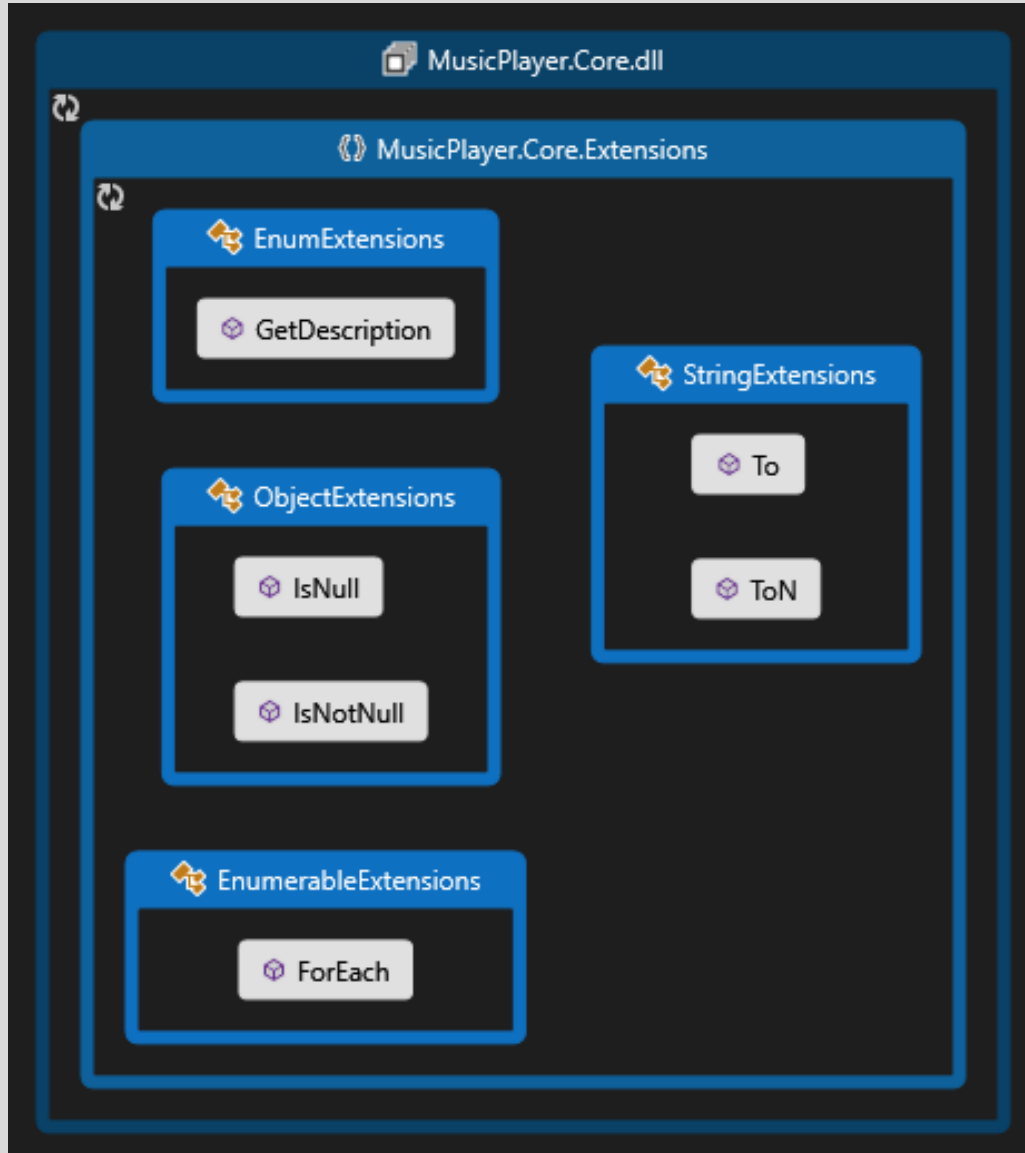 MusicPlayer.Core.dll
MusicPlayer.Core.Extensions
EnumExtensions
GetDescription
StringExtensions
To
ToN
ObjectExtensions
IsNull
IsNotNull
EnumerableExtensions
ForEach